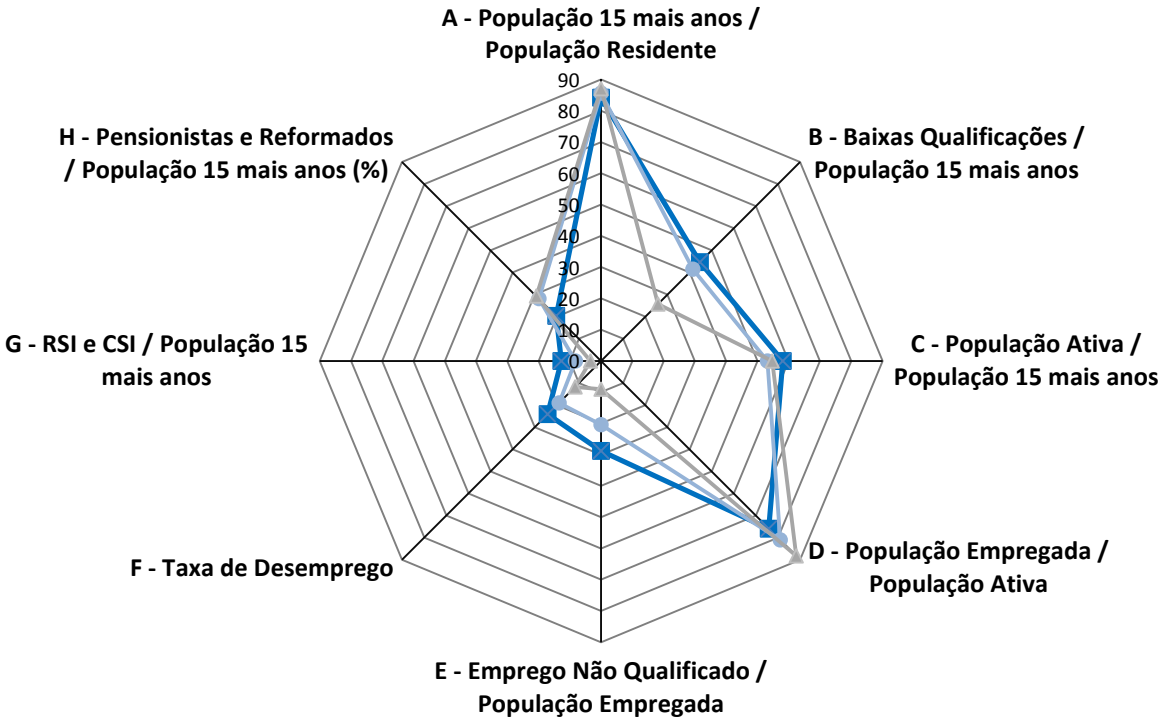 A - População 15 mais anos /
População Residente
90
80
70
60
50
40
30
20
10
0
B - Baixas Qualificações /
População 15 mais anos
C - População Ativa /
População 15 mais anos
D - População Empregada /
População Ativa
E - Emprego Não Qualificado /
População Empregada
F - Taxa de Desemprego
G - RSI e CSI / População 15
mais anos
H - Pensionistas e Reformados
/ População 15 mais anos (%)